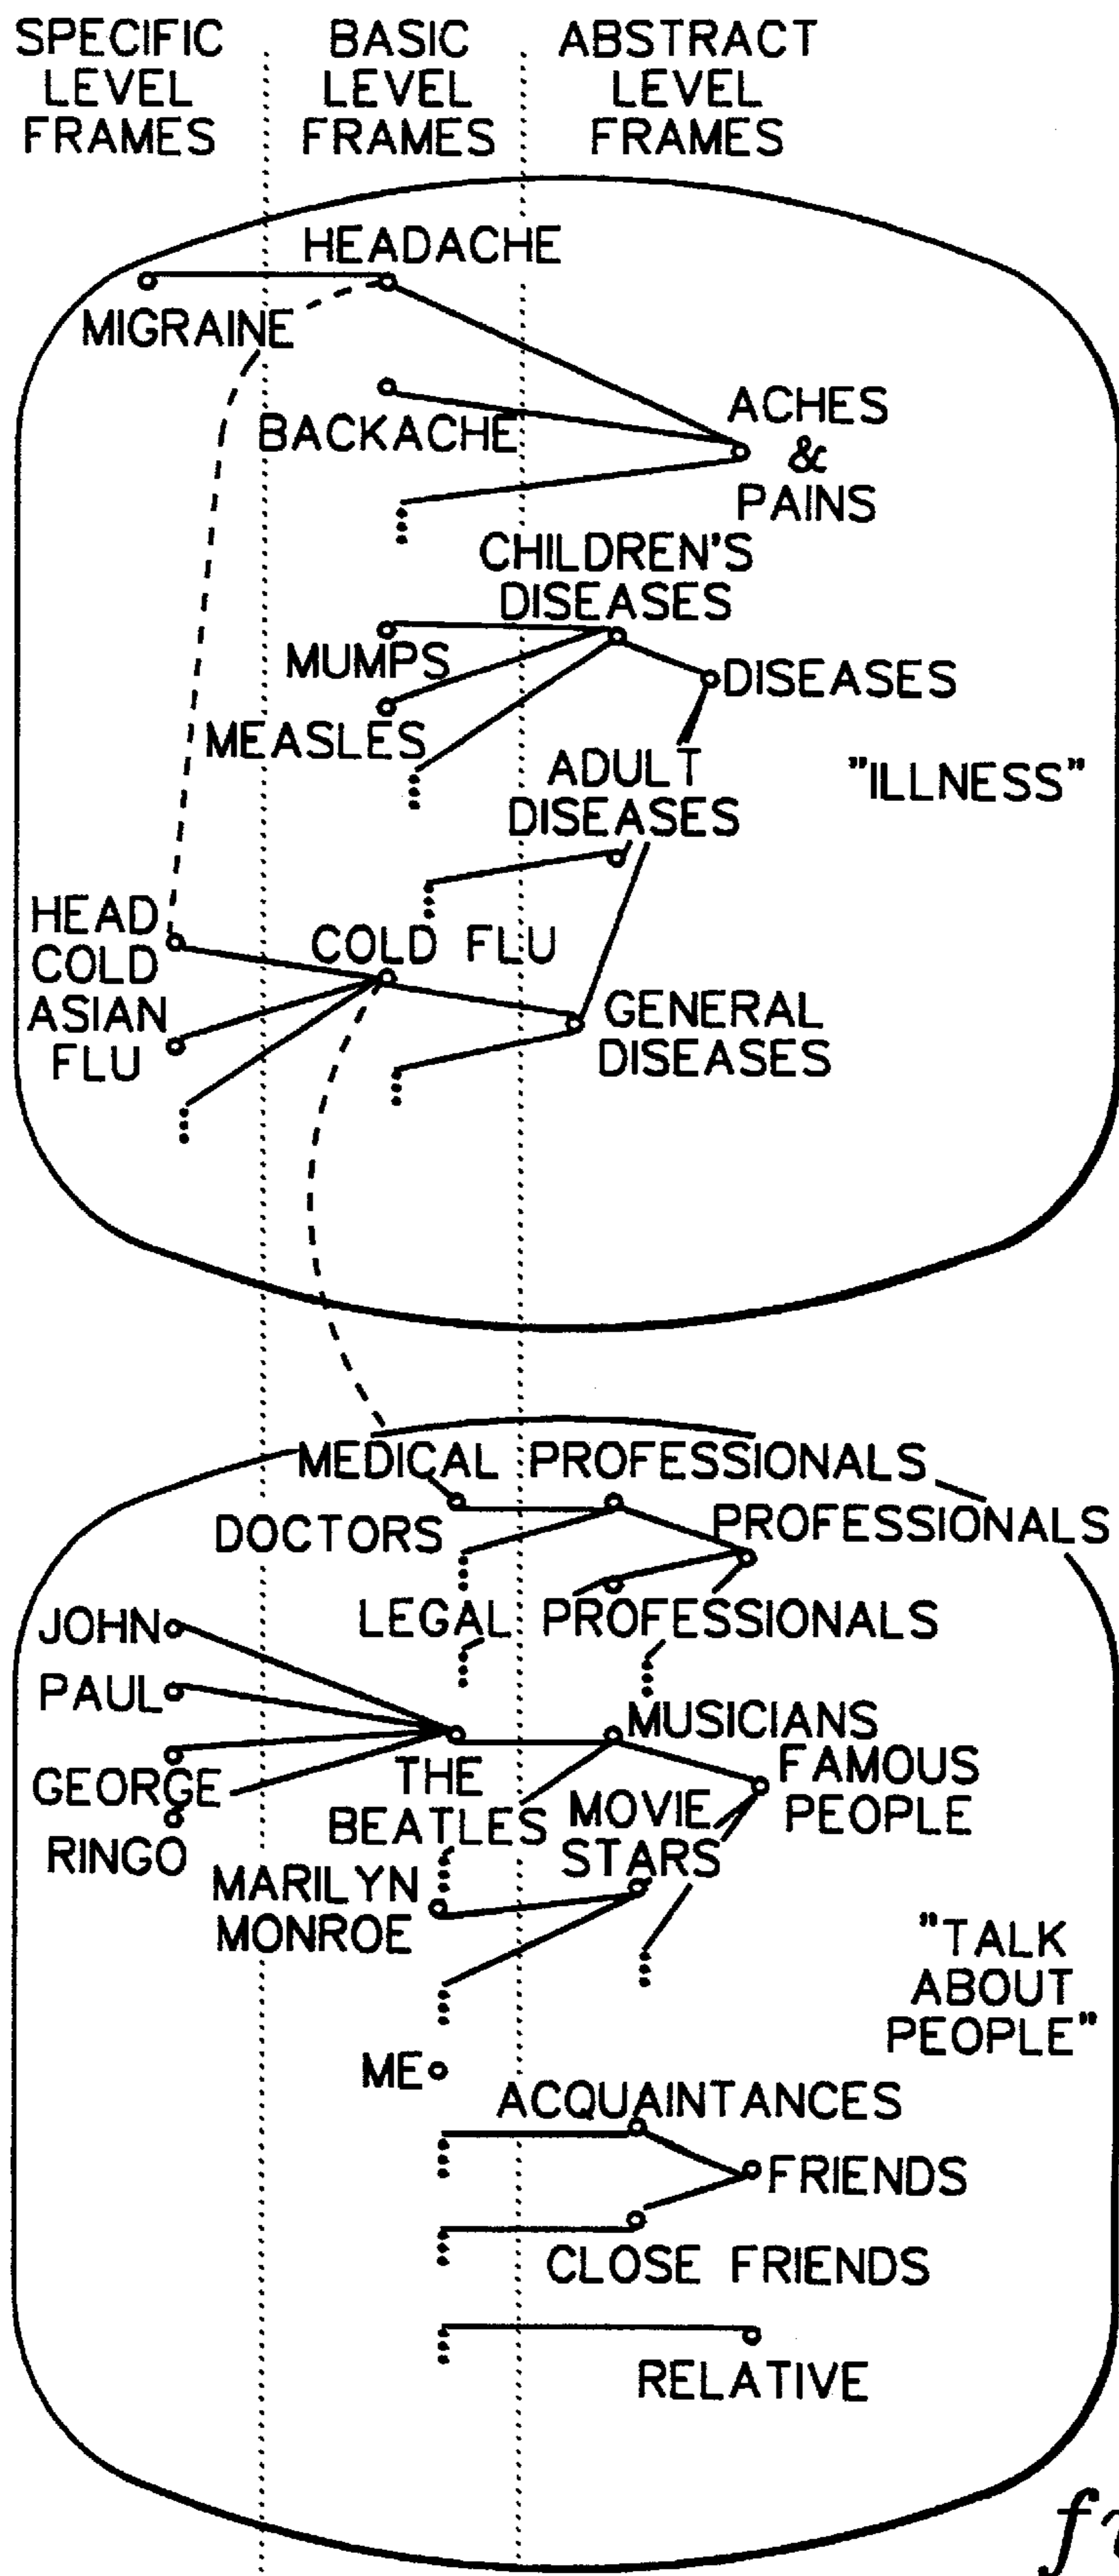 SPECIFIC
LEVEL
FRAMES
BASIC
LEVEL
FRAMES
ABSTRACT
LEVEL
FRAMES
HEADACHE
MIGRAINE
BACKACHE
ACHES
&
PAINS
CHILDREN'S
DISEASES
MUMPS
DISEASES
MEASLES
ADULT
DISEASES
"ILLNESS"
HEAD
COLD
COLD FLU
ASIAN
FLU
GENERAL
DISEASES
MEDICAL PROFESSIONALS
DOCTORS
PROFESSIONALS
LEGAL PROFESSIONALS
JOHN
PAUL
GEORGE
RINGO
THE
BEATLES
MUSICIANS
FAMOUS
PEOPLE
MOVIE
STARS
MARILYN
MONROE
"TALK
ABOUT
PEOPLE"
ME
ACQUAINTANCES
FRIENDS
CLOSE FRIENDS
RELATIVE